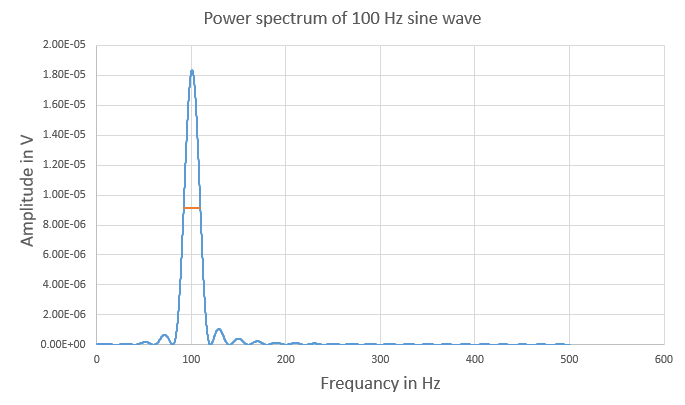 Power spectrum of 100 Hz sine wave
2.00E-05
1.80E-05
1.60E-05
1.40E-05
1.20E-05
1.00E-05
8.00E-06
6.00E-06
4.00E-06
2.00E-06
0.00E+00
Amplitude in V
0 100 200 300 400 500 600
Frequancy in Hz